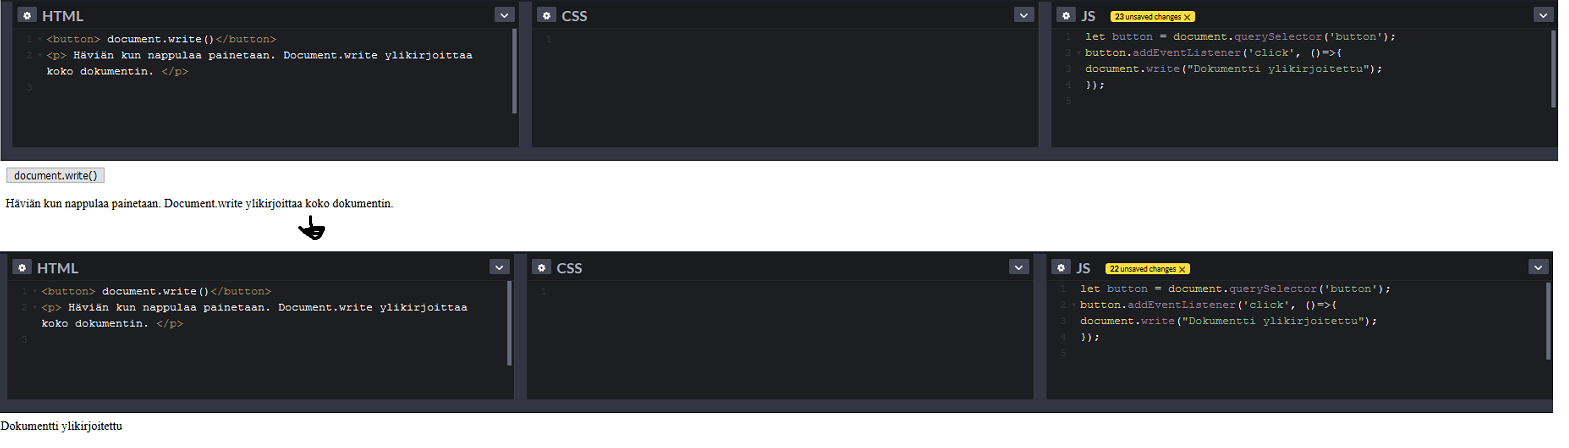 HTML
1 <button> document.write()</button>
2 <p> Häviän kun nappulaa painetaan. Document.write ylikirjoittaa
koko dokumentin. </p>
3
CSS
1
JS 23 unsaved changes X
1 let button = document.querySelector('button');
2 button.addEventListener('click', ()=>{
3 document.write("Dokumentti ylikirjoitettu");
4 });
5
document.write()
Häviän kun nappulaa painetaan. Document.write ylikirjoittaa koko dokumentin.
HTML
1 <button> document.write()</button>
2 <p> Häviän kun nappulaa painetaan. Document.write ylikirjoittaa
koko dokumentin. </p>
3
CSS
1
JS 22 unsaved changes X
1 let button = document.querySelector('button');
2 button.addEventListener('click', ()=>{
3 document.write("Dokumentti ylikirjoitettu");
4 });
5
Dokumentti ylikirjoitettu